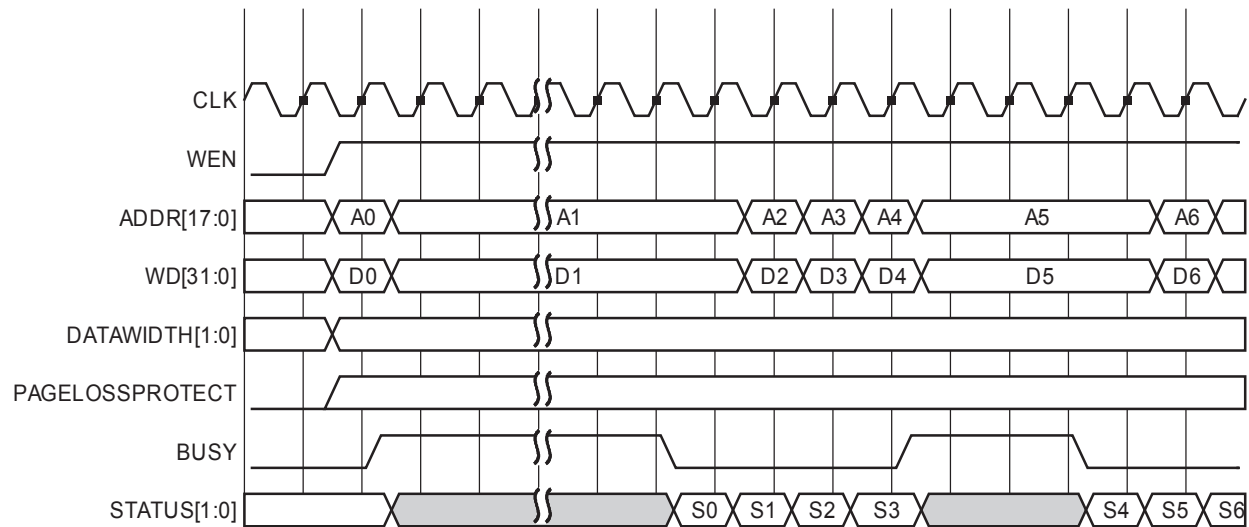 CLK
WEN
ADDR[17:0] A0 A1 A2 A3 A4 A5 A6
WD[31:0] D0 D1 D2 D3 D4 D5 D6
DATAWIDTH[1:0]
PAGELOSSPROTECT
BUSY
STATUS[1:0] S0 S1 S2 S3 S4 S5 S6